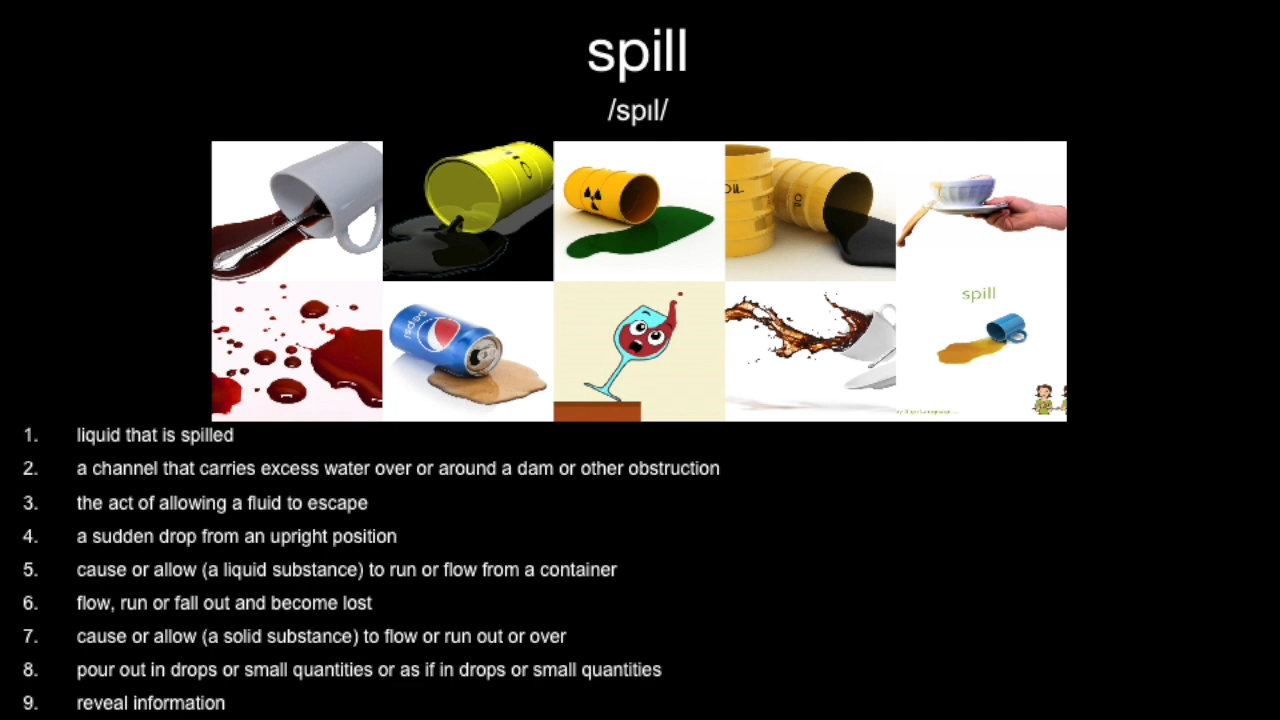 spill
/spıl/
OIL
OIL
pepsi
spill
1. liquid that is spilled
2. a channel that carries excess water over or around a dam or other obstruction
3. the act of allowing a fluid to escape
4. a sudden drop from an upright position
5. cause or allow (a liquid substance) to run or flow from a container
6. flow, run or fall out and become lost
7. cause or allow (a solid substance) to flow or run out or over
8. pour out in drops or small quantities or as if in drops or small quantities
9. reveal information